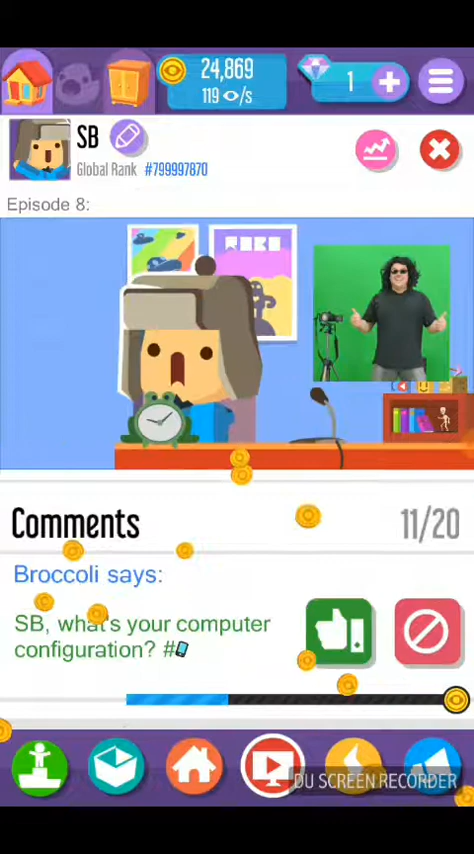 24,869
119 /s
1
SB
Global Rank #799997870
Episode 8:
Comments
11/20
Broccoli says:
SB, what's your computer
configuration? #
DU SCREEN RECORDER